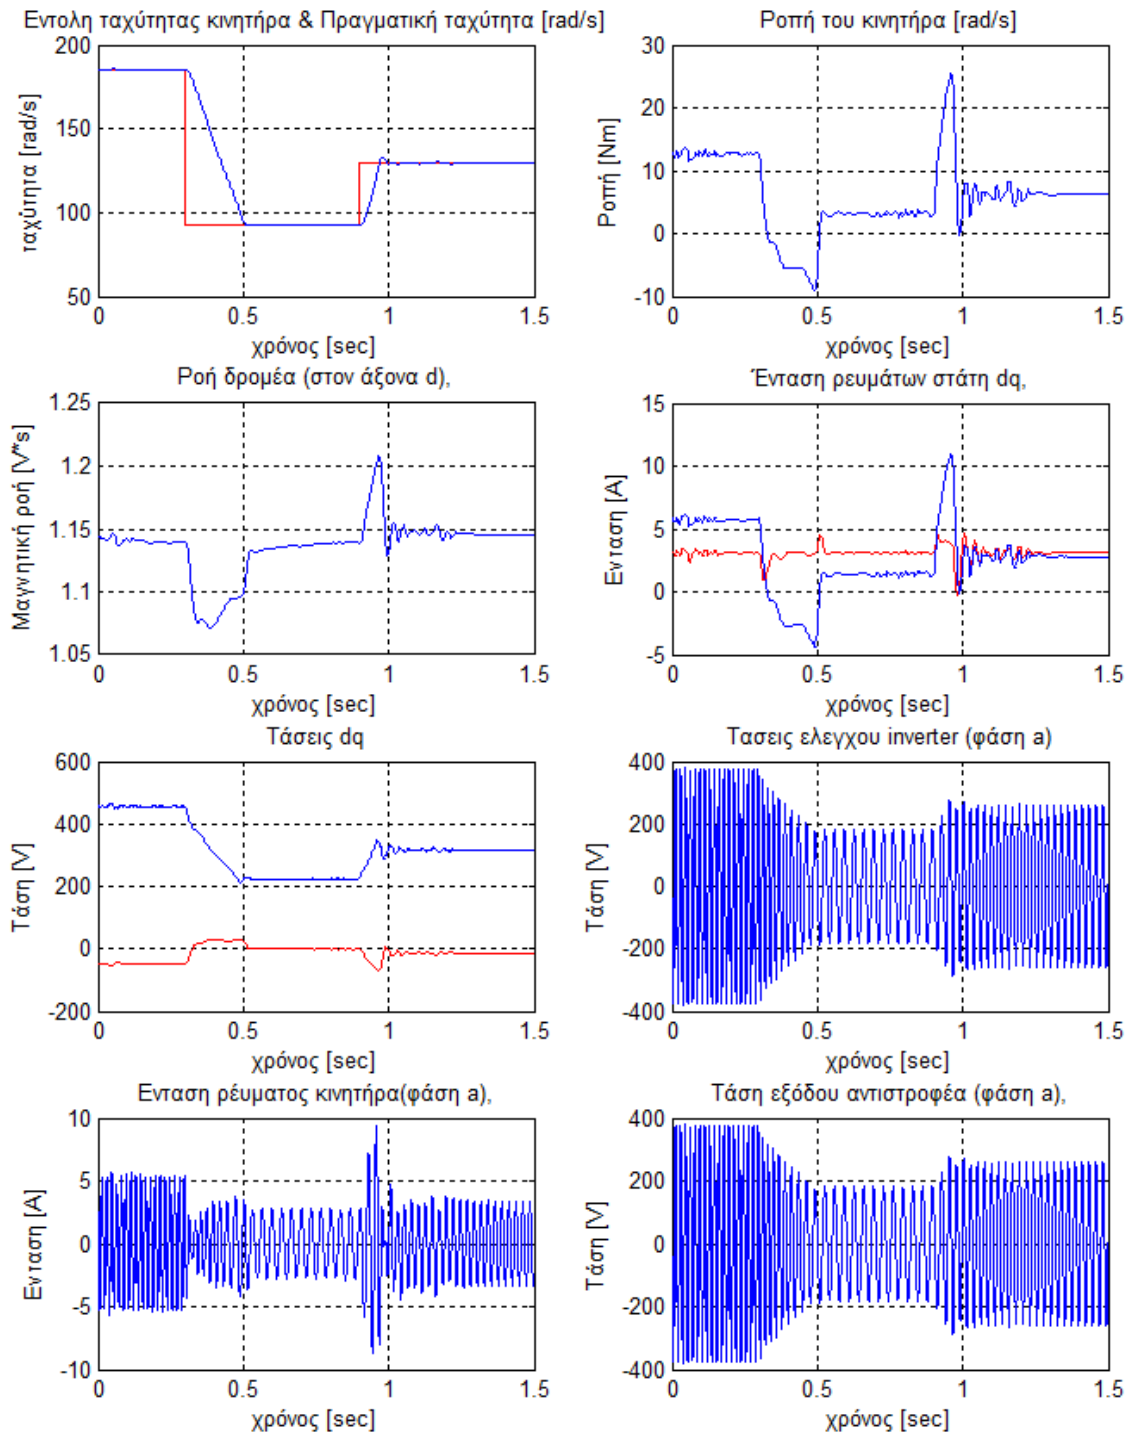 Εντολη ταχύτητας κινητήρα & Πραγματική ταχύτητα [rad/s]
200
150
100
50
ταχύτητα [rad/s]
0 0.5 1 1.5
χρόνος [sec]
Ροπή του κινητήρα [rad/s]
30
20
10
0
-10
Ροπή [Nm]
0 0.5 1 1.5
χρόνος [sec]
Ροή δρομέα (στον άξονα d),
1.25
1.2
1.15
1.1
1.05
Μαγνητική ροή [V*s]
0 0.5 1 1.5
χρόνος [sec]
Ένταση ρευμάτων στάτη dq,
15
10
5
0
-5
Ενταση [A]
0 0.5 1 1.5
χρόνος [sec]
Τάσεις dq
600
400
200
0
-200
Τάση [V]
0 0.5 1 1.5
χρόνος [sec]
Τασεις ελεγχου inverter (φάση a)
400
200
0
-200
-400
Τάση [V]
0 0.5 1 1.5
χρόνος [sec]
Ενταση ρέυματος κινητήρα(φάση a),
10
5
0
-5
-10
Ενταση [A]
0 0.5 1 1.5
χρόνος [sec]
Τάση εξόδου αντιστροφέα (φάση a),
400
200
0
-200
-400
Τάση [V]
0 0.5 1 1.5
χρόνος [sec]